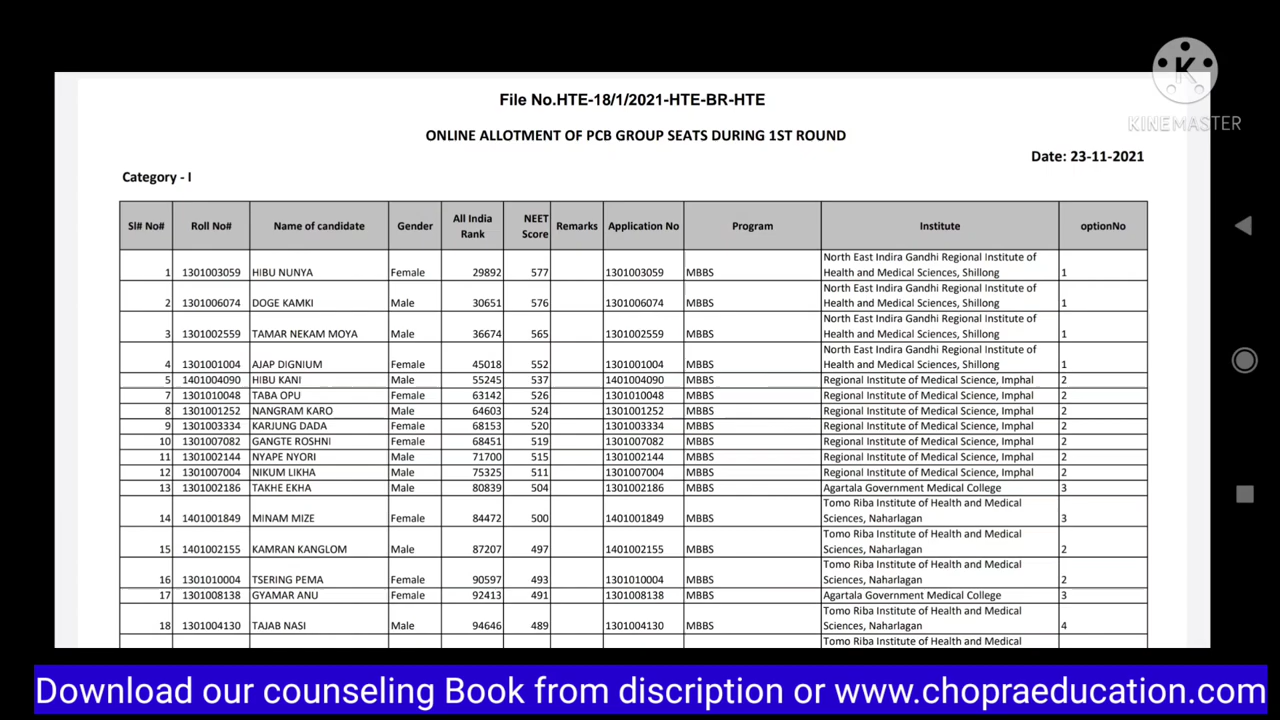 K
KINEMASTER
File No.HTE-18/1/2021-HTE-BR-HTE
ONLINE ALLOTMENT OF PCB GROUP SEATS DURING 1ST ROUND
Date: 23-11-2021
Category - I
Sl# No# Roll No# Name of candidate Gender All India Rank NEET Score Remarks Application No Program Institute optionNo
1 1301003059 HIBU NUNYA Female 29892 577 1301003059 MBBS North East Indira Gandhi Regional Institute of
Health and Medical Sciences, Shillong 1
2 1301006074 DOGE KAMKI Male 30651 576 1301006074 MBBS North East Indira Gandhi Regional Institute of
Health and Medical Sciences, Shillong 1
3 1301002559 TAMAR NEKAM MOYA Male 36674 565 1301002559 MBBS North East Indira Gandhi Regional Institute of
Health and Medical Sciences, Shillong 1
4 1301001004 AJAP DIGNIUM Female 45018 552 1301001004 MBBS North East Indira Gandhi Regional Institute of
Health and Medical Sciences, Shillong 1
5 1401004090 HIBU KANI Male 55245 537 1401004090 MBBS Regional Institute of Medical Science, Imphal 2
7 1301010048 TABA OPU Female 63142 526 1301010048 MBBS Regional Institute of Medical Science, Imphal 2
8 1301001252 NANGRAM KARO Male 64603 524 1301001252 MBBS Regional Institute of Medical Science, Imphal 2
9 1301003334 KARJUNG DADA Female 68153 520 1301003334 MBBS Regional Institute of Medical Science, Imphal 2
10 1301007082 GANGTE ROSHNI Female 68451 519 1301007082 MBBS Regional Institute of Medical Science, Imphal 2
11 1301002144 NYAPE NYORI Male 71700 515 1301002144 MBBS Regional Institute of Medical Science, Imphal 2
12 1301007004 NIKUM LIKHA Male 75325 511 1301007004 MBBS Regional Institute of Medical Science, Imphal 2
13 1301002186 TAKHE EKHA Male 80839 504 1301002186 MBBS Agartala Government Medical College 3
14 1401001849 MINAM MIZE Female 84472 500 1401001849 MBBS Tomo Riba Institute of Health and Medical
Sciences, Naharlagan 3
15 1401002155 KAMRAN KANGLOM Male 87207 497 1401002155 MBBS Tomo Riba Institute of Health and Medical
Sciences, Naharlagan 2
16 1301010004 TSERING PEMA Female 90597 493 1301010004 MBBS Tomo Riba Institute of Health and Medical
Sciences, Naharlagan 2
17 1301008138 GYAMAR ANU Female 92413 491 1301008138 MBBS Agartala Government Medical College 3
18 1301004130 TAJAB NASI Male 94646 489 1301004130 MBBS Tomo Riba Institute of Health and Medical
Sciences, Naharlagan 4
Tomo Riba Institute of Health and Medical
Download our counseling Book from discription or www.chopraeducation.com